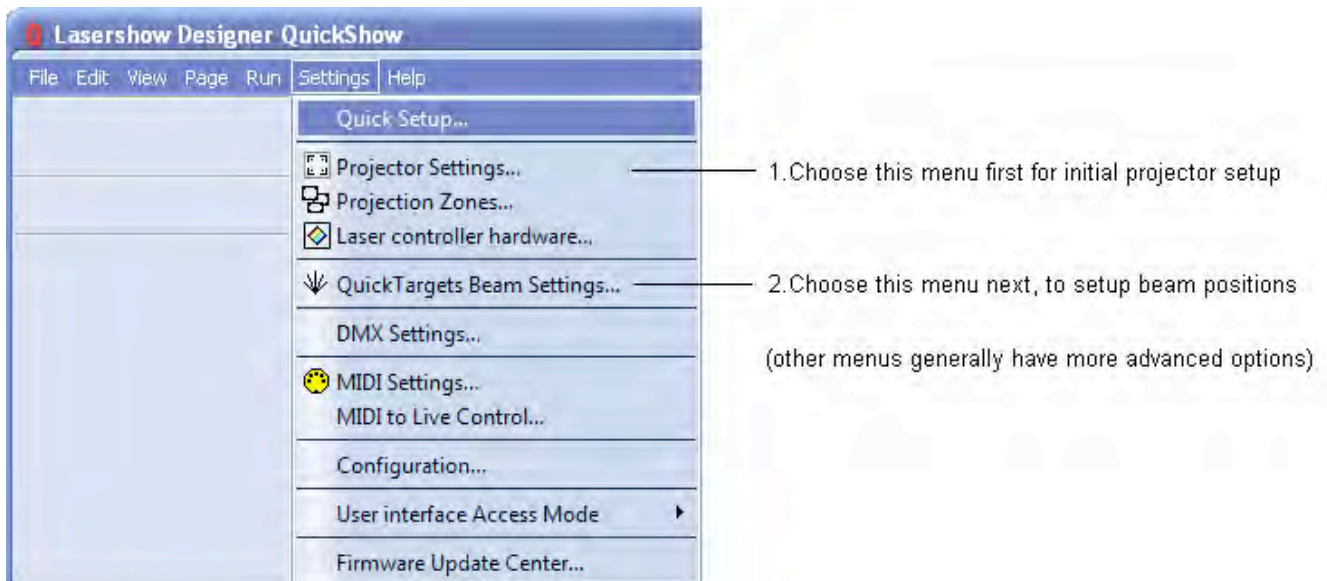 Lasershow Designer QuickShow
File Edit View Page Run Settings Help
Quick Setup...
Projector Settings...
1.Choose this menu first for initial projector setup
Projection Zones...
Laser controller hardware...
QuickTargets Beam Settings...
2.Choose this menu next, to setup beam positions
DMX Settings...
(other menus generally have more advanced options)
MIDI Settings...
MIDI to Live Control...
Configuration...
User interface Access Mode
Firmware Update Center...